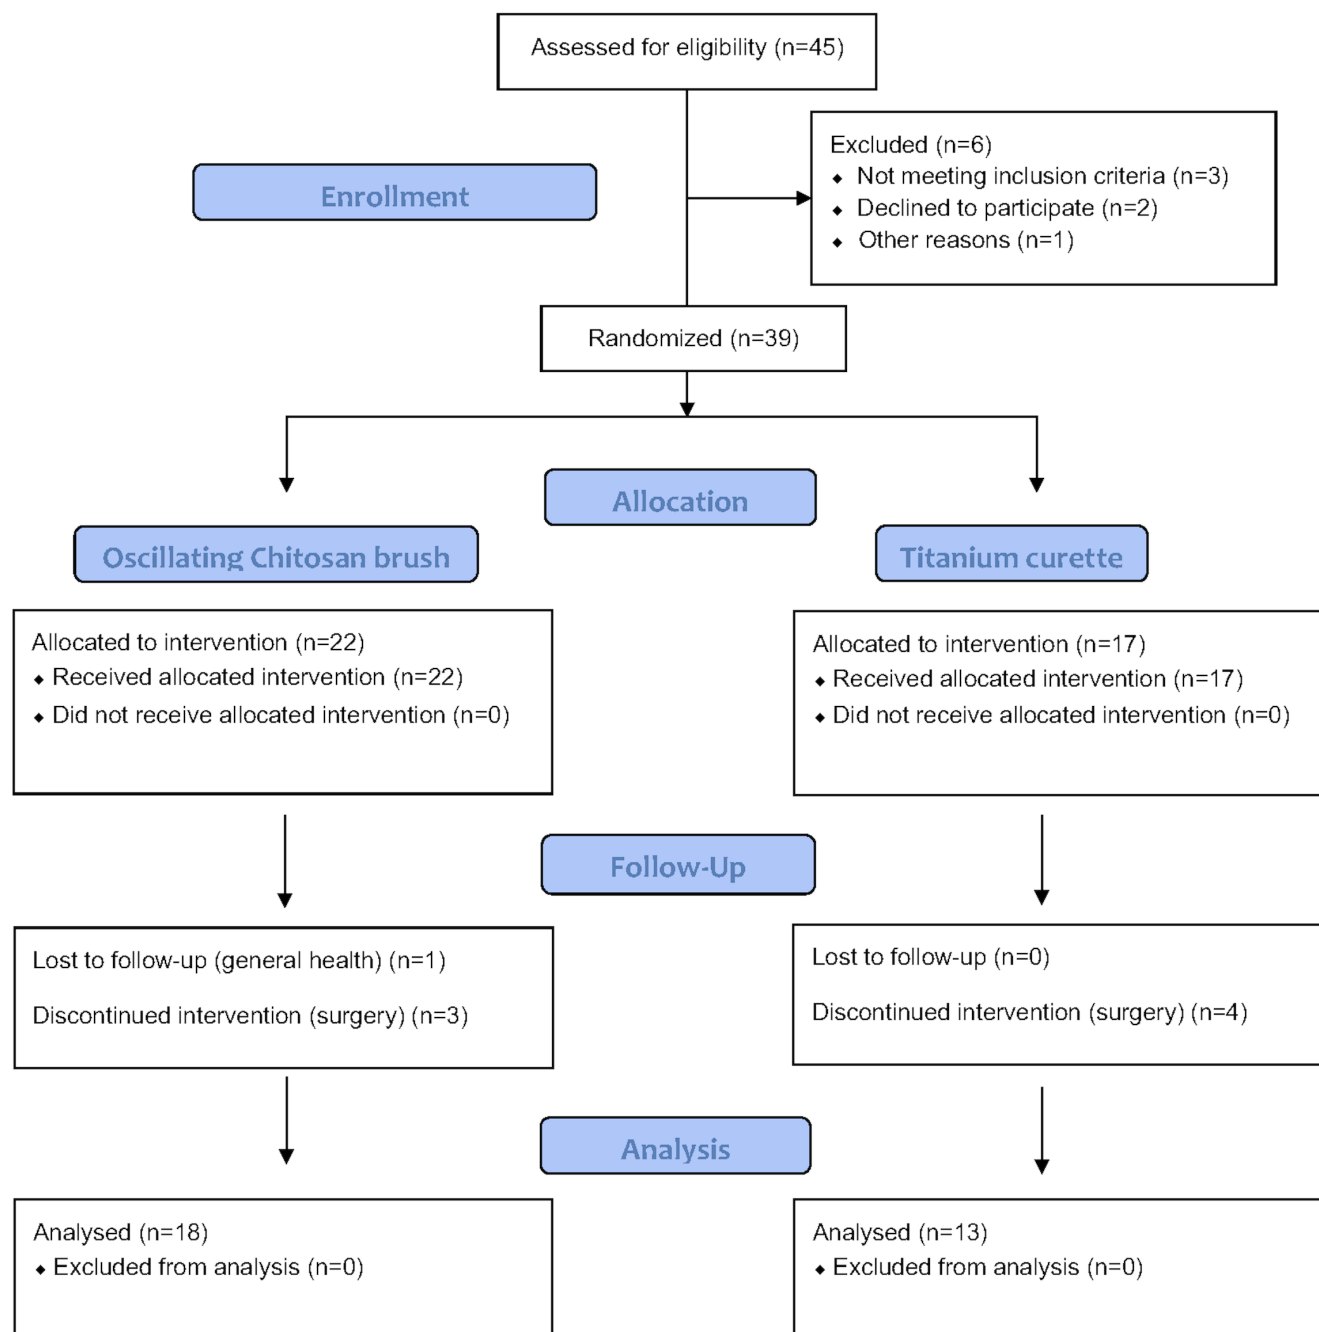 Assessed for eligibility (n=45)
Excluded (n=6)
⬥ Not meeting inclusion criteria (n=3)
⬥ Declined to participate (n=2)
⬥ Other reasons (n=1)
Enrollment
Randomized (n=39)
Allocation
Oscillating Chitosan brush
Allocated to intervention (n=22)
⬥ Received allocated intervention (n=22)
⬥ Did not receive allocated intervention (n=0)
Titanium curette
Allocated to intervention (n=17)
⬥ Received allocated intervention (n=17)
⬥ Did not receive allocated intervention (n=0)
Follow-Up
Lost to follow-up (general health) (n=1)
Discontinued intervention (surgery) (n=3)
Lost to follow-up (n=0)
Discontinued intervention (surgery) (n=4)
Analysis
Analysed (n=18)
⬥ Excluded from analysis (n=0)
Analysed (n=13)
⬥ Excluded from analysis (n=0)